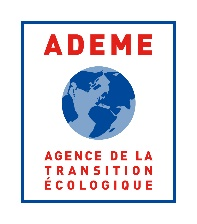 ADEME
AGENCE DE LA
TRANSITION
ÉCOLOGIQUE